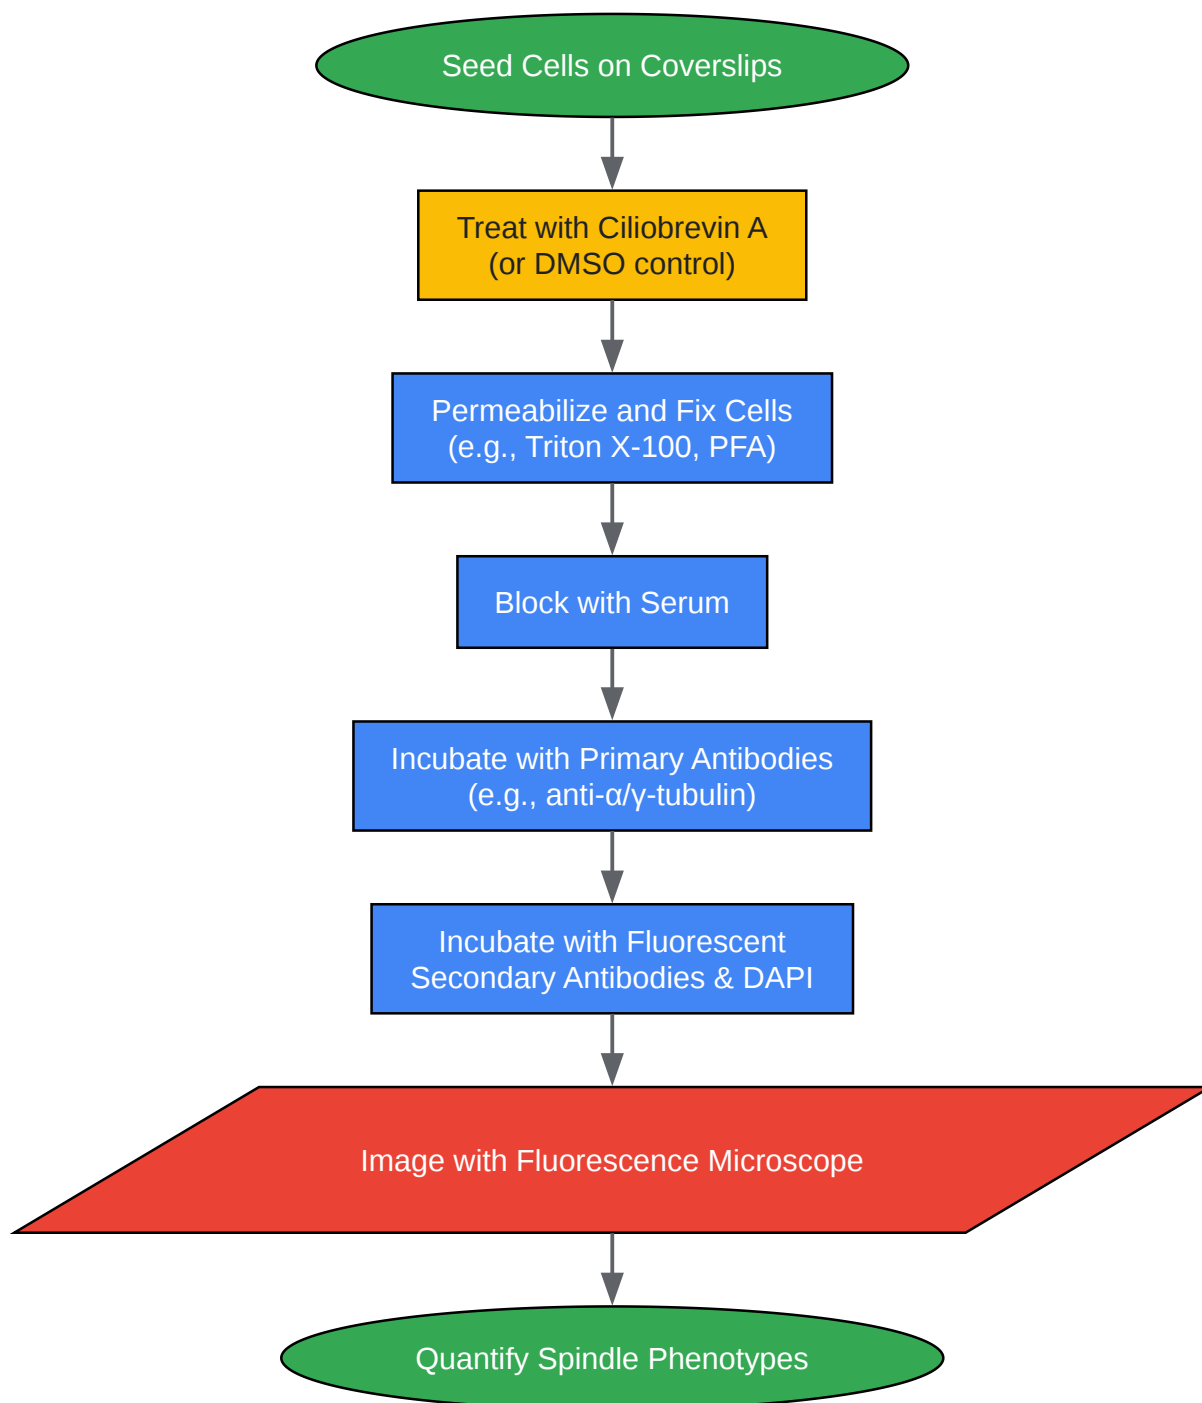 Seed Cells on Coverslips
Treat with Ciliobrevin A
(or DMSO control)
Permeabilize and Fix Cells
(e.g., Triton X-100, PFA)
Block with Serum
Incubate with Primary Antibodies
(e.g., anti-α/γ-tubulin)
Incubate with Fluorescent
Secondary Antibodies & DAPI
Image with Fluorescence Microscope
Quantify Spindle Phenotypes